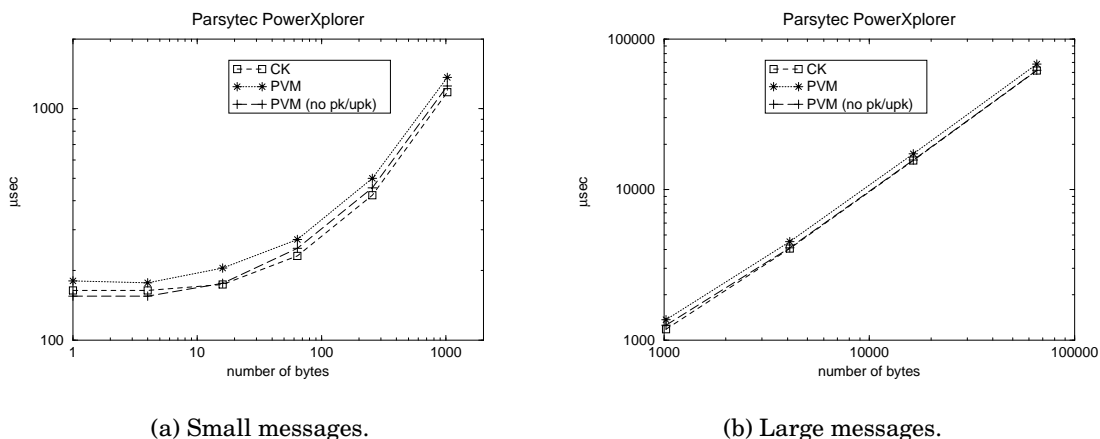 Parsytec PowerXplorer
1000
100
µsec
CK
PVM
PVM (no pk/upk)
1
10
100
1000
number of bytes
(a) Small messages.
Parsytec PowerXplorer
100000
10000
1000
µsec
CK
PVM
PVM (no pk/upk)
1000
10000
100000
number of bytes
(b) Large messages.